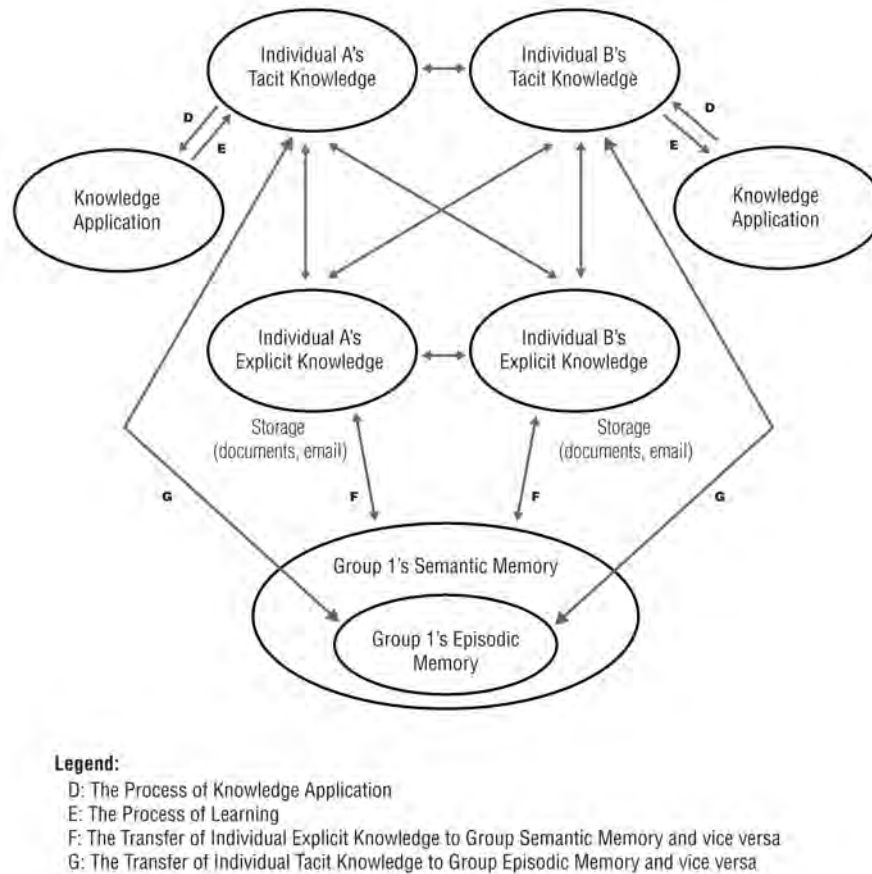 Individual A's
Tacit Knowledge
Individual B's
Tacit Knowledge
D
E
D
E
Knowledge
Application
Knowledge
Application
Individual A's
Explicit Knowledge
Individual B's
Explicit Knowledge
Storage
(documents, email)
Storage
(documents, email)
G
F
F
G
Group 1's Semantic Memory
Group 1's Episodic
Memory
Legend:
D: The Process of Knowledge Application
E: The Process of Learning
F: The Transfer of Individual Explicit Knowledge to Group Semantic Memory and vice versa
G: The Transfer of Individual Tacit Knowledge to Group Episodic Memory and vice versa